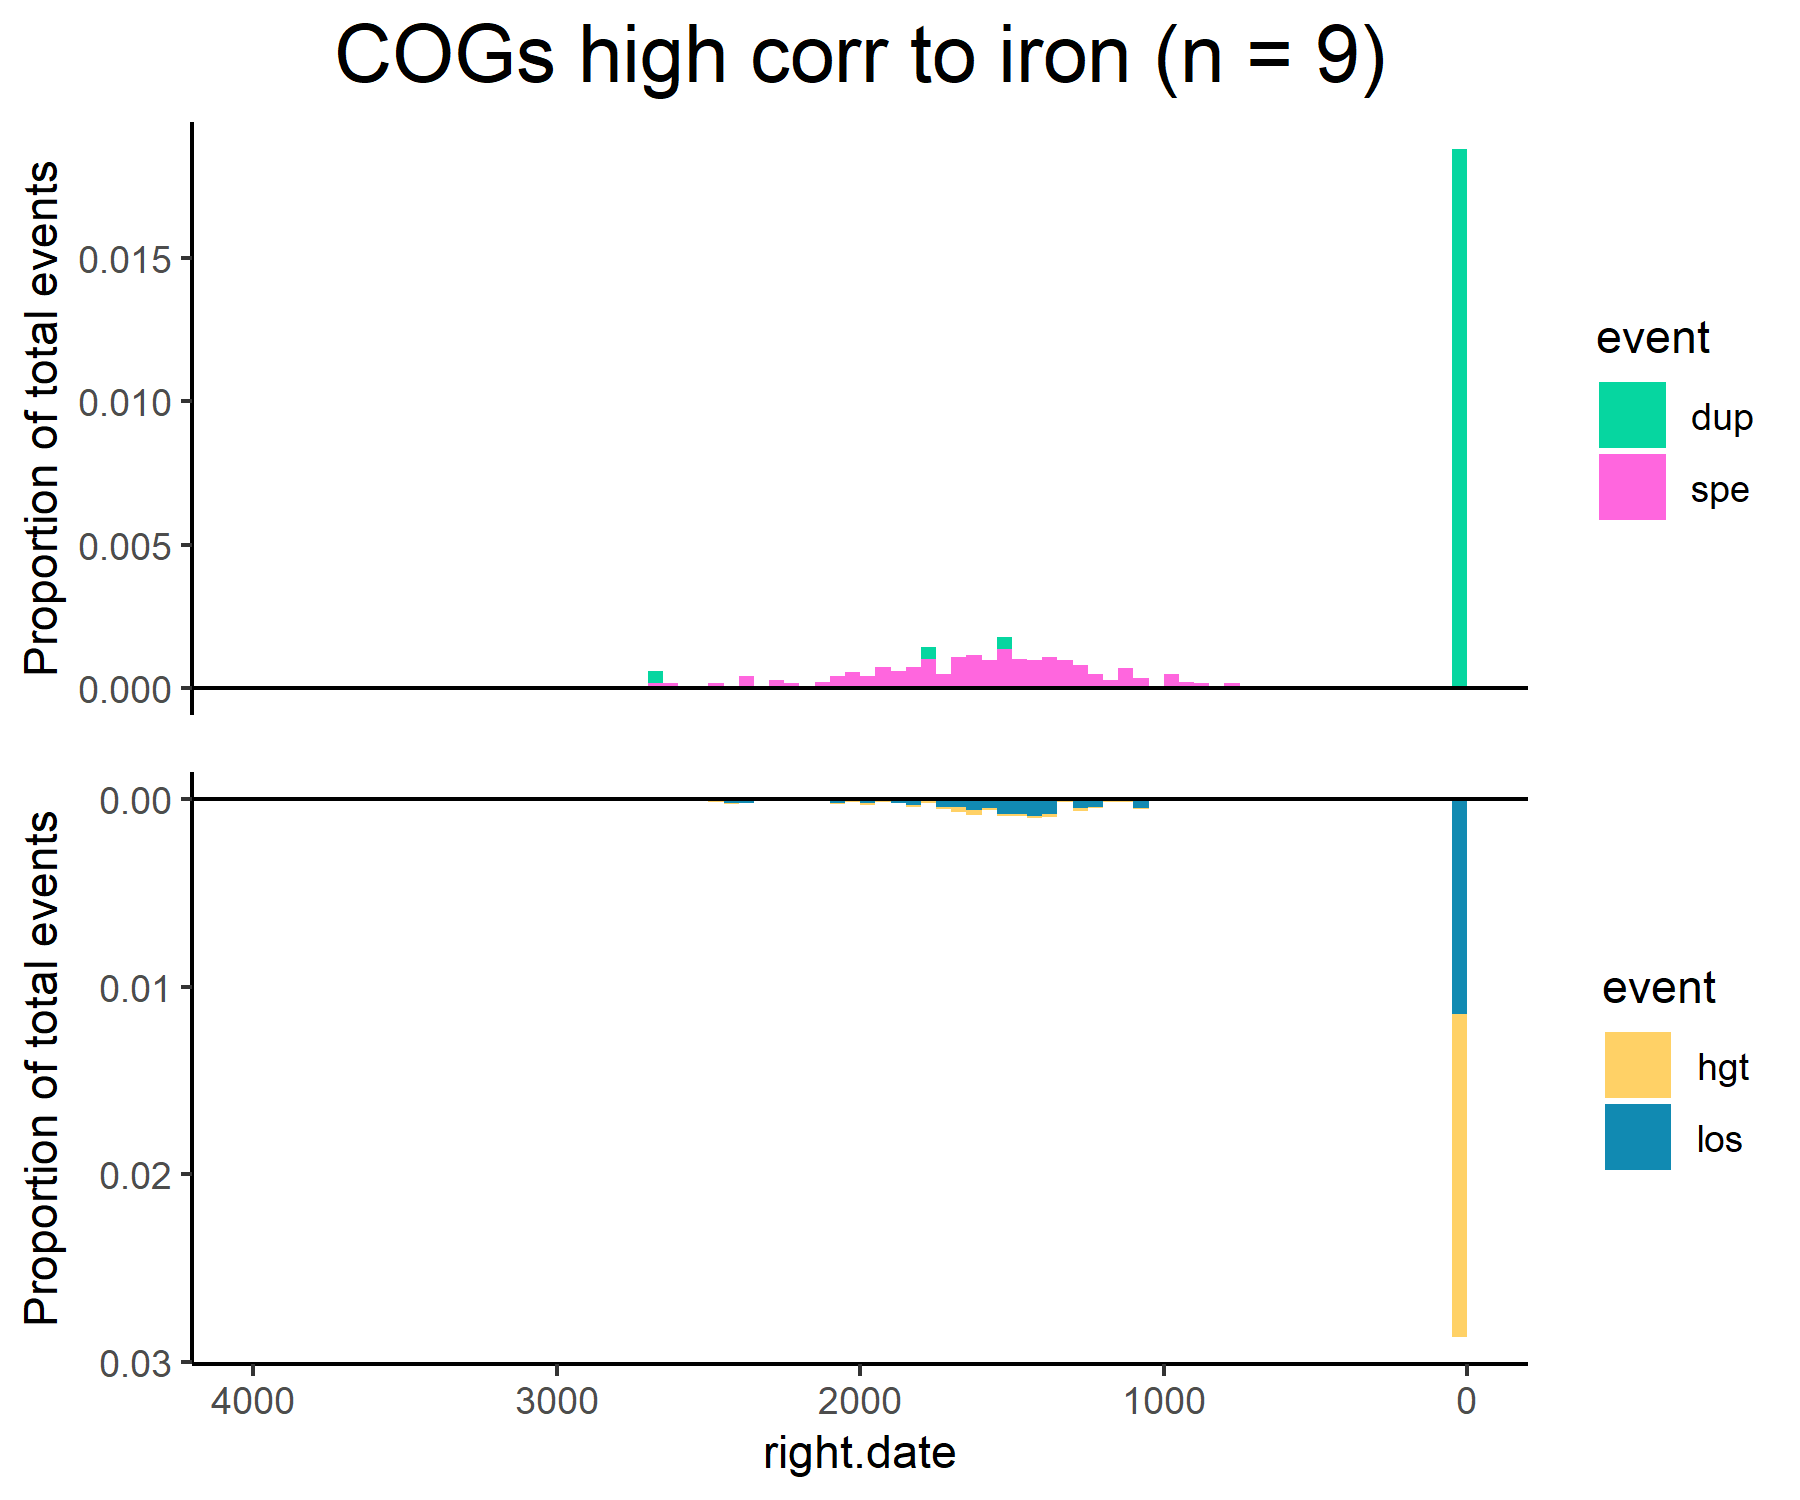 COGs high corr to iron (n = 9)
Proportion of total events
0.015
0.010
0.005
0.000
event
dup
spe
Proportion of total events
0.00
0.01
0.02
0.03
event
hgt
los
4000 3000 2000 1000 0
right.date